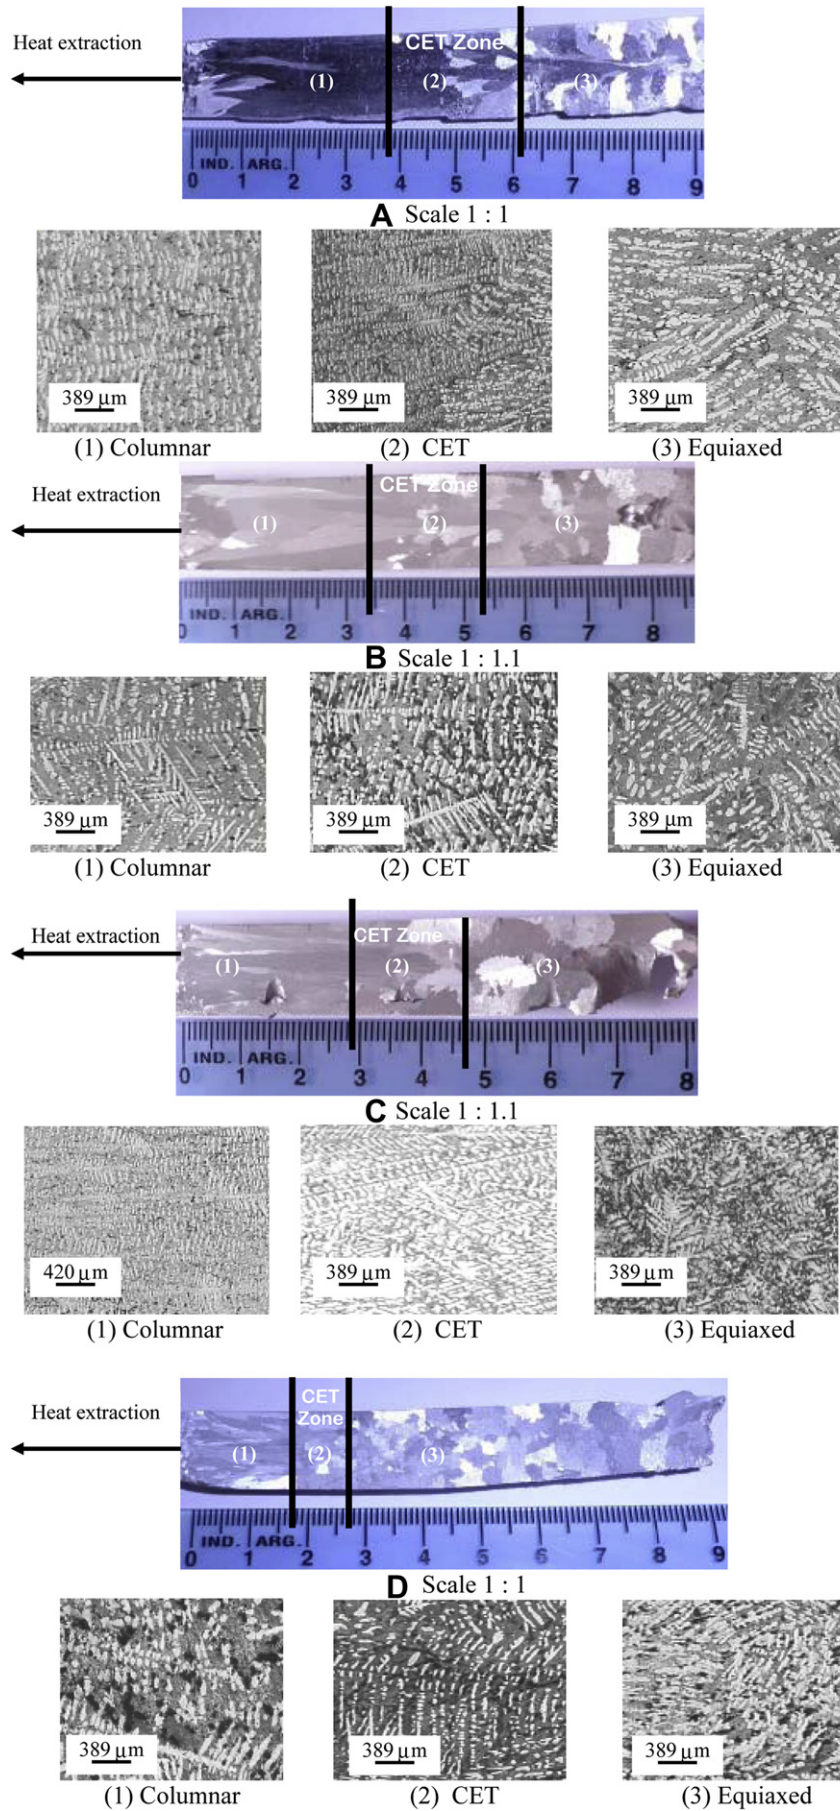 Heat extraction
CET Zone
(1)
(2)
(3)
IND. ARG.
0 1 2 3 4 5 6 7 8 9
A Scale 1 : 1
389 µm
389 µm
389 µm
(1) Columnar
(2) CET
(3) Equiaxed
Heat extraction
CET Zone
(1)
(2)
(3)
IND. ARG.
0 1 2 3 4 5 6 7 8
B Scale 1 : 1.1
389 µm
389 µm
389 µm
(1) Columnar
(2) CET
(3) Equiaxed
Heat extraction
CET Zone
(1)
(2)
(3)
IND. ARG.
0 1 2 3 4 5 6 7 8
C Scale 1 : 1.1
420 µm
389 µm
389 µm
(1) Columnar
(2) CET
(3) Equiaxed
Heat extraction
CET
Zone
(1)
(2)
(3)
IND. ARG.
0 1 2 3 4 5 6 7 8 9
D Scale 1 : 1
389 µm
389 µm
389 µm
(1) Columnar
(2) CET
(3) Equiaxed